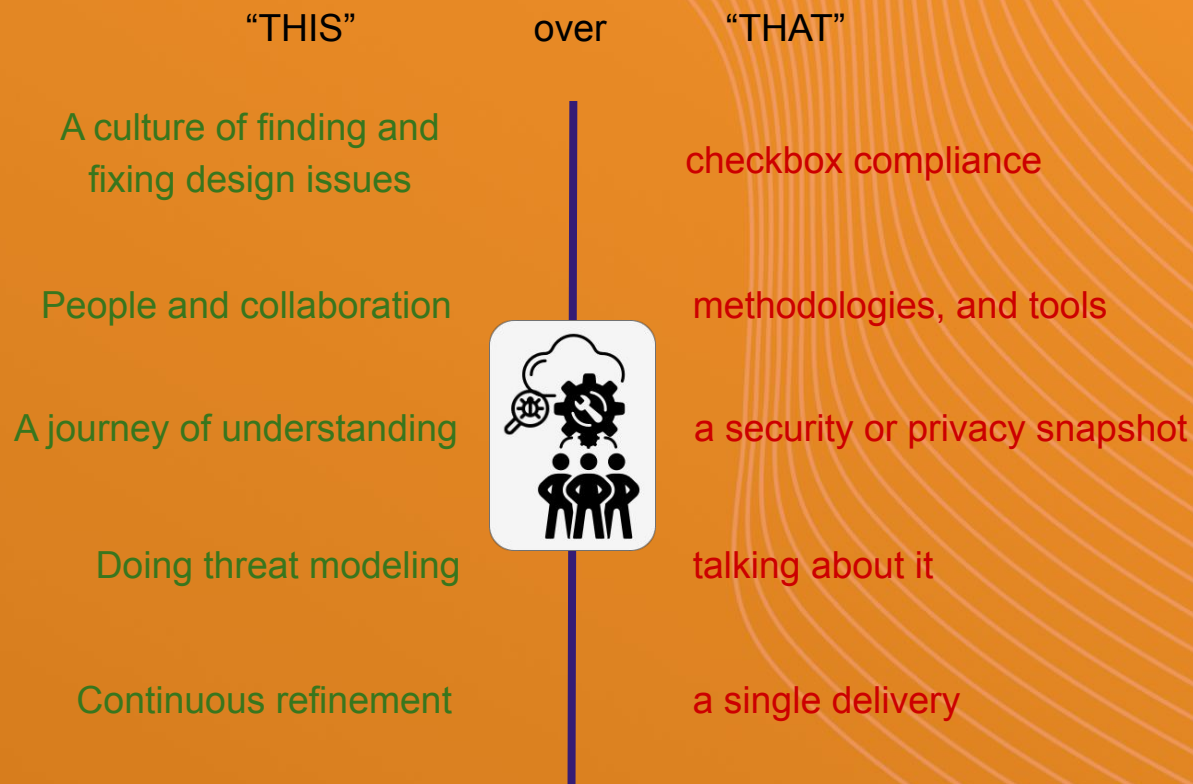 “THIS” over “THAT”
A culture of finding and
fixing design issues
checkbox compliance
People and collaboration
methodologies, and tools
A journey of understanding
a security or privacy snapshot
Doing threat modeling
talking about it
Continuous refinement
a single delivery